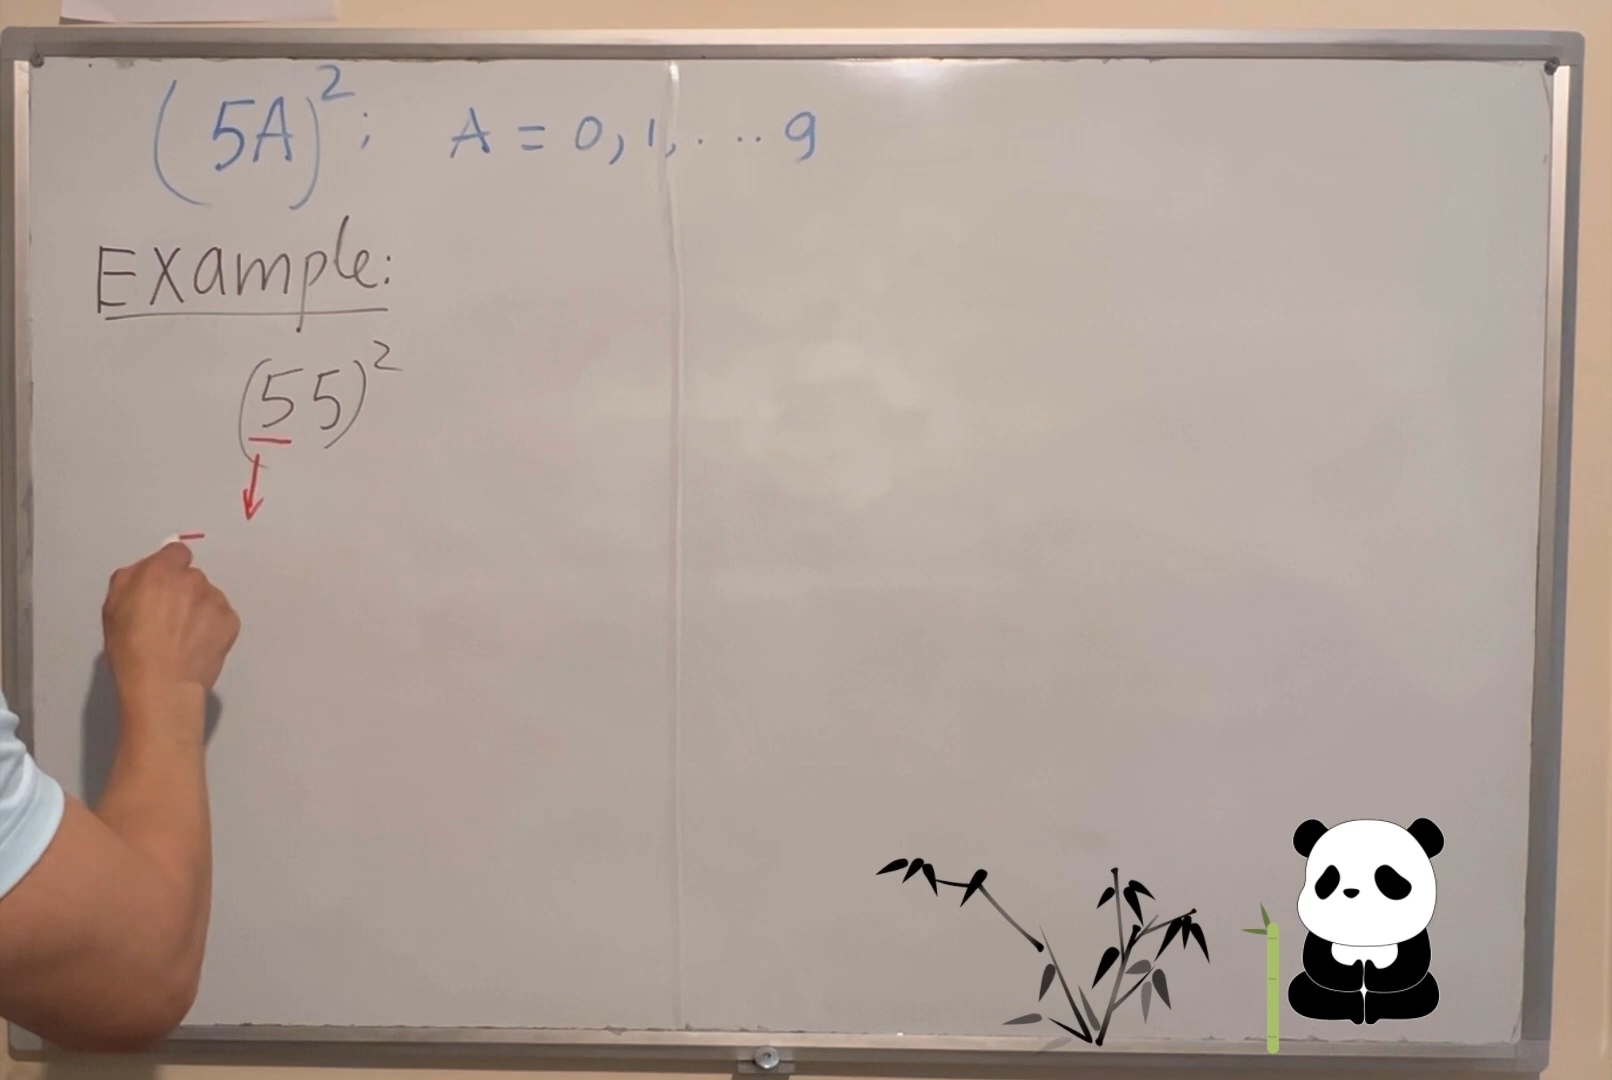 (5A)²; A = 0, 1, ... 9
Example:
(55)²